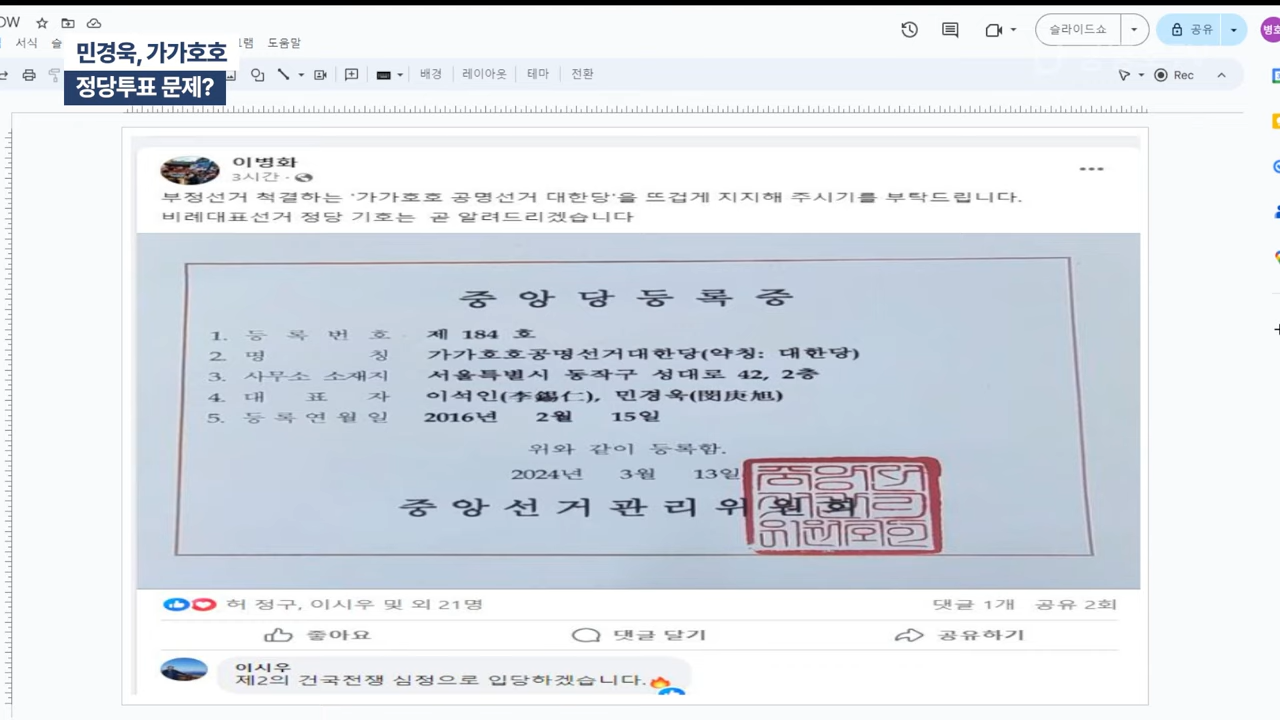 서식
도움말
슬라이드쇼
공유
민경욱, 가가호호
정당투표 문제?
배경
레이아웃
테마
전환
Rec
이병화
3시간
부정선거 척결하는 '가가호호 공명선거 대한당'을 뜨겁게 지지해 주시기를 부탁드립니다.
비례대표선거 정당 기호는 곧 알려드리겠습니다
중앙당등록증
1. 등록번호 제 184 호
2. 명 칭 가가호호공명선거대한당(약칭: 대한당)
3. 사무소 소재지 서울특별시 동작구 성대로 42, 2층
4. 대 표 자 이석인(李錫仁), 민경욱(閔庚旭)
5. 등록연월일 2016년 2월 15일
위와 같이 등록함.
2024년 3월 13일
중앙선거관리위원회
허 정구, 이시우 및 외 21명
댓글 1개 공유 2회
좋아요
댓글 달기
공유하기
이시우
제2의 건국전쟁 심정으로 입당하겠습니다.🔥